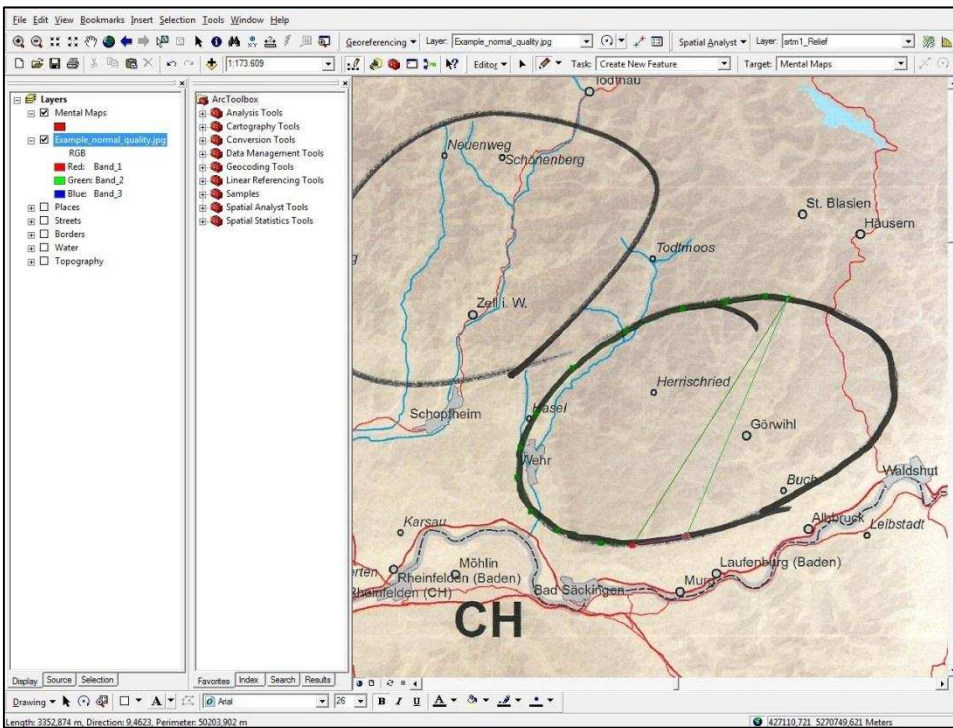 File Edit View Bookmarks Insert Selection Tools Window Help
Georeferencing Layer: Example_normal_quality.jpg Spatial Analyst Layer: srtm1_Relief
1:173.609 Editor Task: Create New Feature Target: Mental Maps
Layers
Mental Maps
Example_normal_quality.jpg
RGB
Red: Band_1
Green: Band_2
Blue: Band_3
Places
Streets
Borders
Water
Topography
ArcToolbox
Analysis Tools
Cartography Tools
Conversion Tools
Data Management Tools
Geocoding Tools
Linear Referencing Tools
Samples
Spatial Analyst Tools
Spatial Statistics Tools
Todtnau
Neuenweg
Schönenberg
St. Blasien
Häusern
Todtmoos
g
Zell i. W.
Herrischried
Schopfheim
Hasel
Görwihl
Wehr
Waldshut
Buch
Karsau
Albbruck
Leibstadt
erten
Möhlin
Laufenburg (Baden)
Rheinfelden (Baden)
Murg
Rheinfelden (CH)
Bad Säckingen
CH
Display Source Selection
Favorites Index Search Results
Drawing A Arial 26 B I U A
Length: 3352,874 m, Direction: 9,4623, Perimeter: 50203,902 m
427110,721 5270749,621 Meters